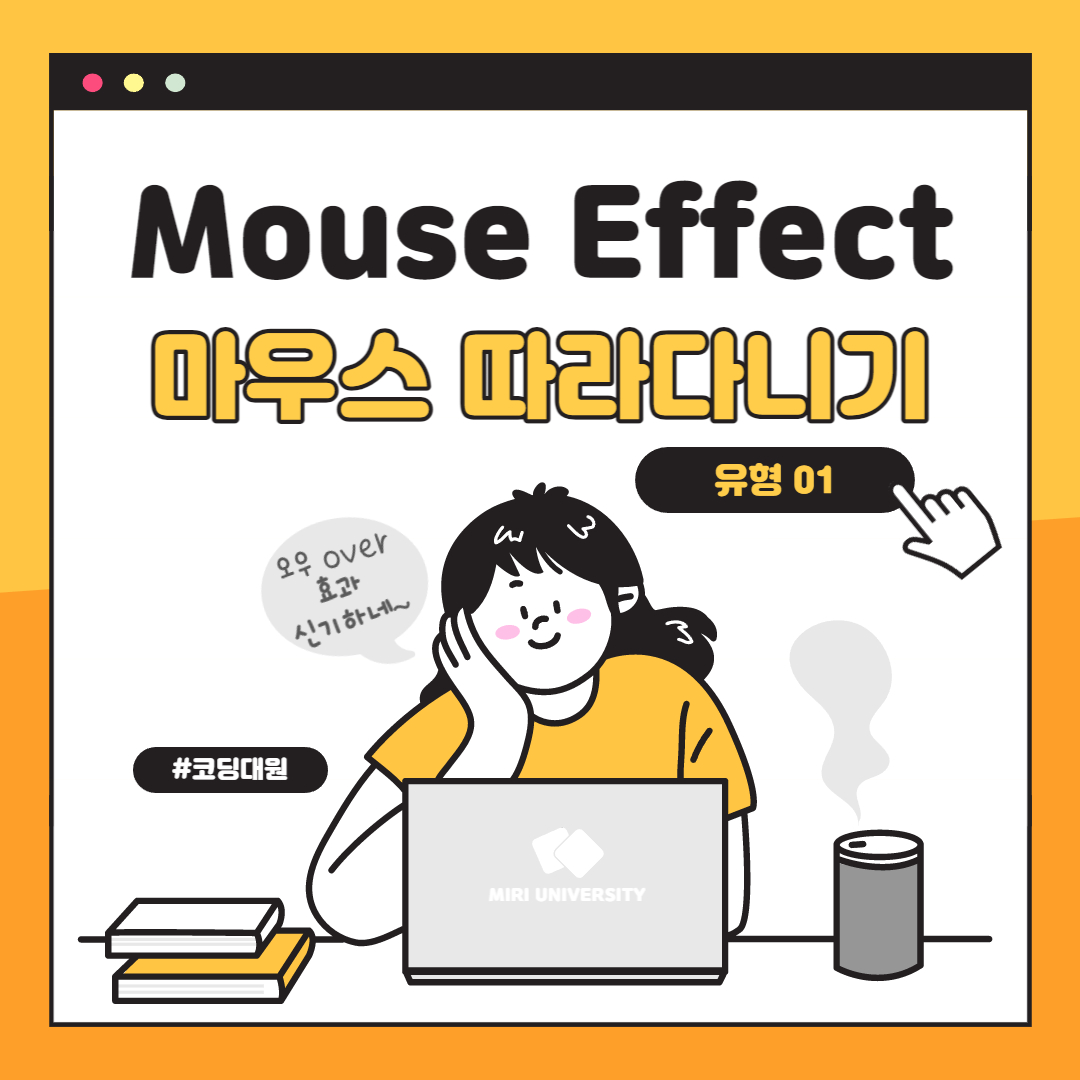 Mouse Effect
마우스 따라다니기
유형 01
오우 over
효과
신기하네~
#코딩대원
MIRI UNIVERSITY